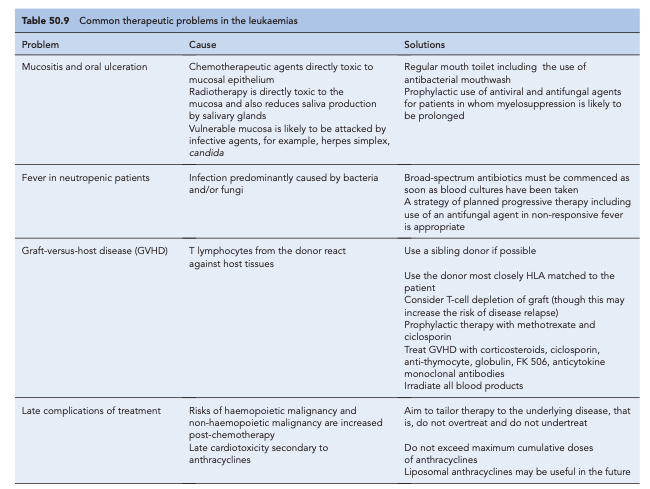 Table 50.9 Common therapeutic problems in the leukaemias
Problem Cause Solutions
Mucositis and oral ulceration
Chemotherapeutic agents directly toxic to
mucosal epithelium
Radiotherapy is directly toxic to the
mucosa and also reduces saliva production
by salivary glands
Vulnerable mucosa is likely to be attacked by
infective agents, for example, herpes simplex,
candida
Regular mouth toilet including the use of
antibacterial mouthwash
Prophylactic use of antiviral and antifungal agents
for patients in whom myelosuppression is likely to
be prolonged
Fever in neutropenic patients
Infection predominantly caused by bacteria
and/or fungi
Broad-spectrum antibiotics must be commenced as
soon as blood cultures have been taken
A strategy of planned progressive therapy including
use of an antifungal agent in non-responsive fever
is appropriate
Graft-versus-host disease (GVHD)
T lymphocytes from the donor react
against host tissues
Use a sibling donor if possible
Use the donor most closely HLA matched to the
patient
Consider T-cell depletion of graft (though this may
increase the risk of disease relapse)
Prophylactic therapy with methotrexate and
ciclosporin
Treat GVHD with corticosteroids, ciclosporin,
anti-thymocyte, globulin, FK 506, anticytokine
monoclonal antibodies
Irradiate all blood products
Late complications of treatment
Risks of haemopoietic malignancy and
non-haemopoietic malignancy are increased
post-chemotherapy
Late cardiotoxicity secondary to
anthracyclines
Aim to tailor therapy to the underlying disease, that
is, do not overtreat and do not undertreat
Do not exceed maximum cumulative doses
of anthracyclines
Liposomal anthracyclines may be useful in the future